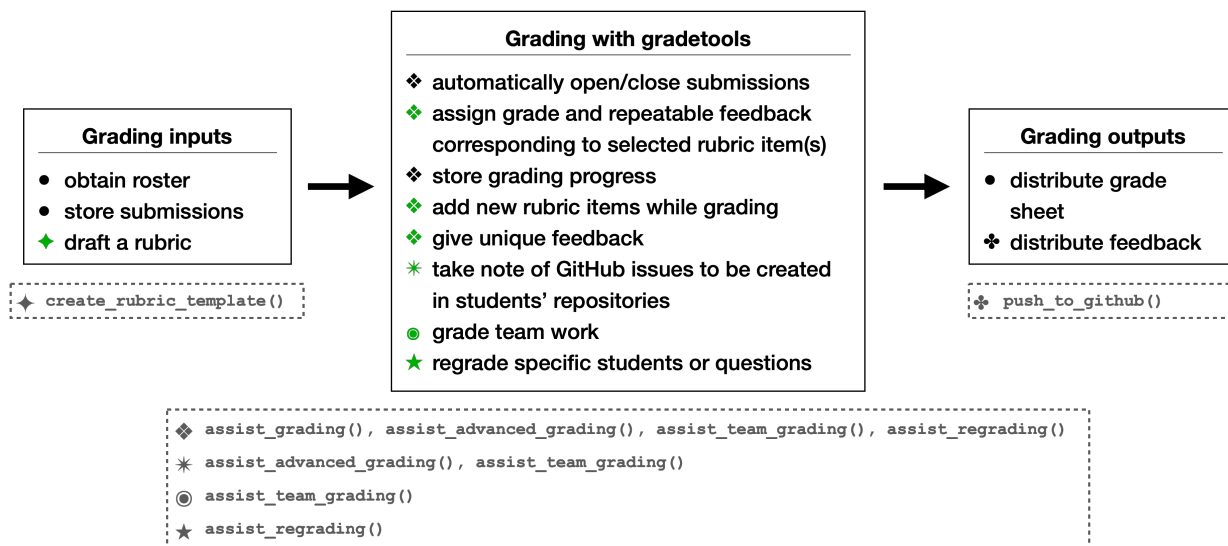 Grading inputs
● obtain roster
● store submissions
✦ draft a rubric
✦ create_rubric_template()
Grading with gradetools
❖ automatically open/close submissions
❖ assign grade and repeatable feedback
corresponding to selected rubric item(s)
❖ store grading progress
❖ add new rubric items while grading
❖ give unique feedback
✴ take note of GitHub issues to be created
in students’ repositories
◉ grade team work
★ regrade specific students or questions
Grading outputs
● distribute grade
sheet
✤ distribute feedback
✤ push_to_github()
❖ assist_grading(), assist_advanced_grading(), assist_team_grading(), assist_regrading()
✴ assist_advanced_grading(), assist_team_grading()
◉ assist_team_grading()
★ assist_regrading()